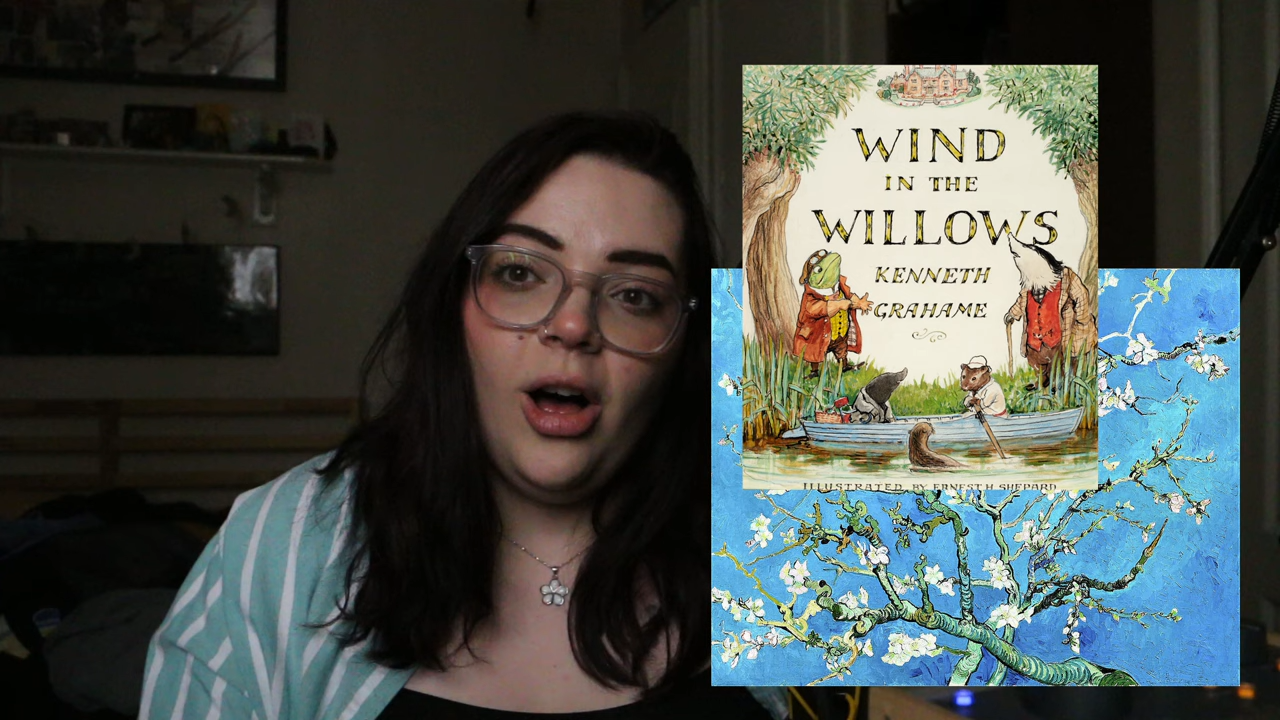 WIND
IN THE
WILLOWS
KENNETH
GRAHAME
ILLUSTRATED BY ERNEST H SHEPARD